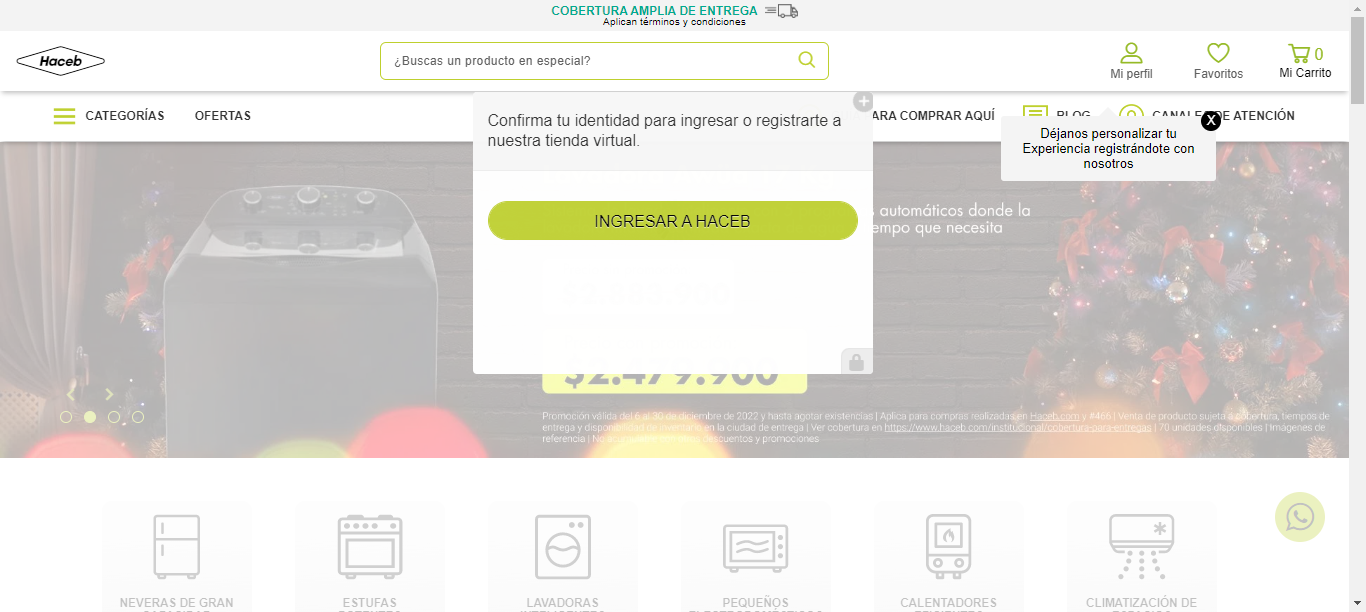 COBERTURA AMPLIA DE ENTREGA
Aplican términos y condiciones
Haceb
¿Buscas un producto en especial?
Mi perfil
Favoritos
0
Mi Carrito
CATEGORÍAS
OFERTAS
ARA COMPRAR AQUÍ
BLOG
CANALES DE ATENCIÓN
X
Déjanos personalizar tu
Experiencia registrándote con
nosotros
Confirma tu identidad para ingresar o registrarte a
nuestra tienda virtual.
INGRESAR A HACEB
automáticos donde la
empo que necesita
$2.479.900
Promoción válida del 6 al 30 de diciembre de 2022 y hasta agotar existencias | Aplica para compras realizadas en Haceb.com y #466 | Venta de producto sujeta a cobertura, tiempos de
entrega y disponibilidad de inventario en la ciudad de entrega | Ver cobertura en https://www.haceb.com/institucional/cobertura-para-entregas | 70 unidades disponibles | Imágenes de
referencia | No acumulable con otros descuentos y promociones
NEVERAS DE GRAN
ESTUFAS
LAVADORAS
PEQUEÑOS
CALENTADORES
CLIMATIZACIÓN DE